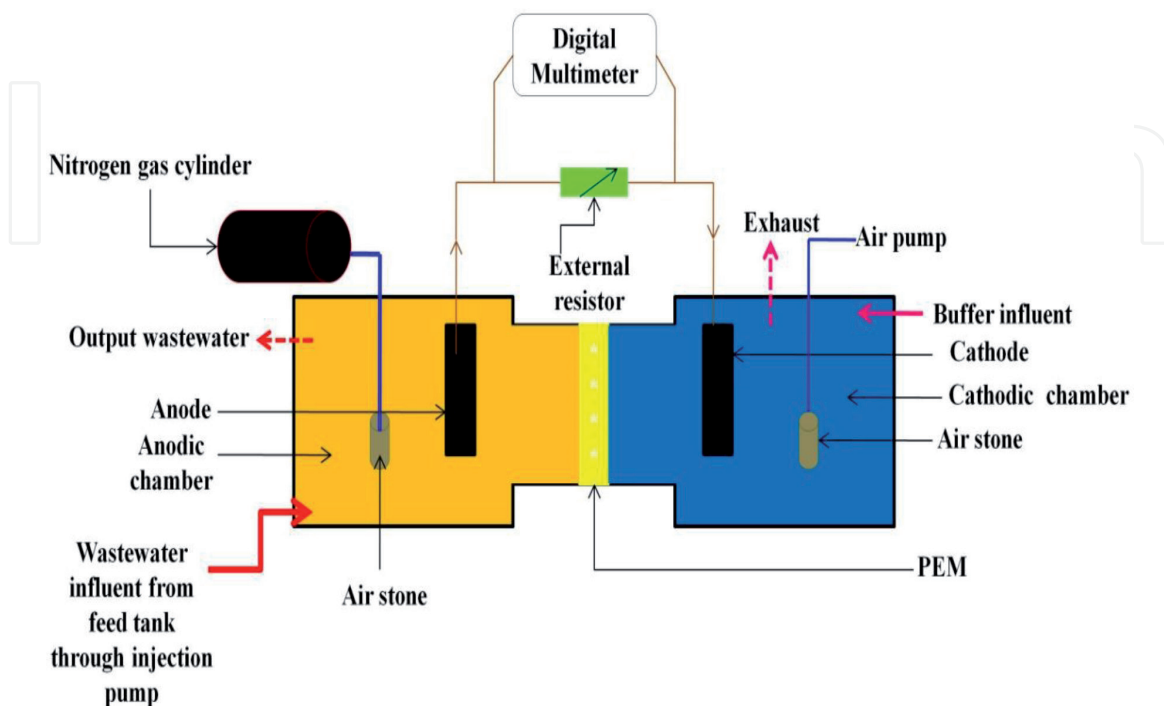 Digital
Multimeter
Nitrogen gas cylinder
Exhaust
Air pump
External
resistor
Output wastewater
Buffer influent
Cathode
Anode
Anodic
chamber
Cathodic chamber
Air stone
Wastewater
influent from
feed tank
through injection
pump
Air stone
PEM